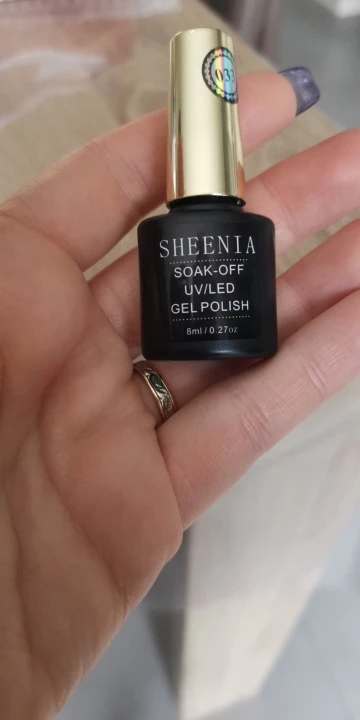 SHEENIA
SOAK-OFF
UV/LED
GEL POLISH
8ml / 0.27oz